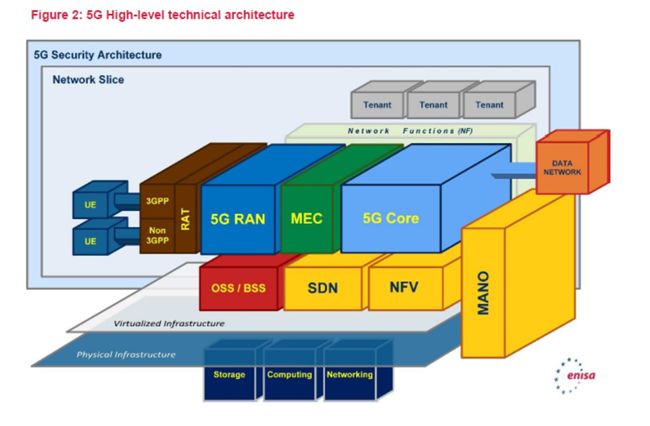 Figure 2: 5G High-level technical architecture
5G Security Architecture
Network Slice
Tenant
Tenant
Tenant
Network Functions (NF)
DATA
NETWORK
UE
UE
3GPP
Non
3GPP
RAT
5G RAN
MEC
5G Core
OSS / BSS
SDN
NFV
MANO
Virtualized Infrastructure
Physical Infrastructure
Storage
Computing
Networking
enisa